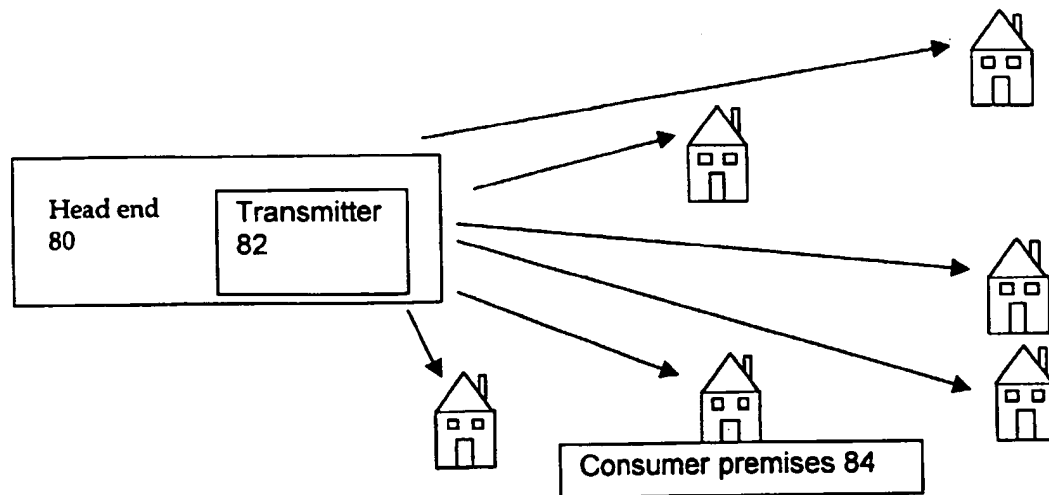 Head end
80
Transmitter
82
Consumer premises 84